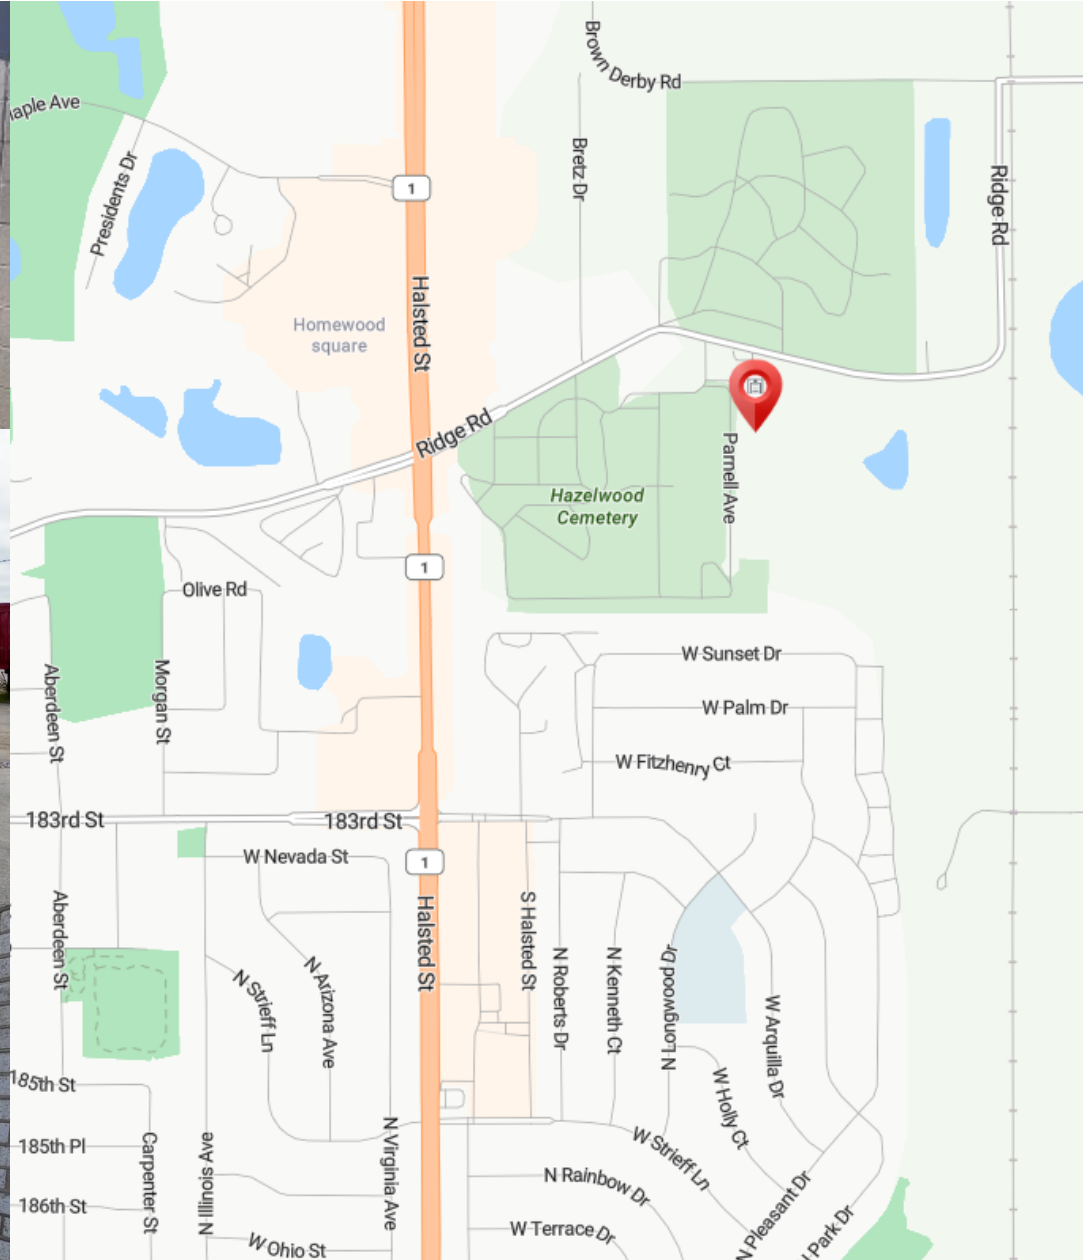 Brown Derby Rd
aple Ave
Presidents Dr
Bretz Dr
1
Ridge Rd
Halsted St
Homewood
square
Ridge Rd
Parnell Ave
Hazelwood
Cemetery
1
Olive Rd
W Sunset Dr
Aberdeen St
Morgan St
W Palm Dr
W Fitzhenry Ct
183rd St
183rd St
W Nevada St
1
Aberdeen St
Halsted St
S Halsted St
N Roberts Dr
N Kenneth Ct
N Longwood Dr
N Strieff Ln
N Arizona Ave
W Arquilla Dr
185th St
W Holly Ct
185th Pl
Carpenter St
N Illinois Ave
N Virginia Ave
W Strieff Ln
N Rainbow Dr
N Pleasant Dr
186th St
W Terrace Dr
Park Dr
W Ohio St